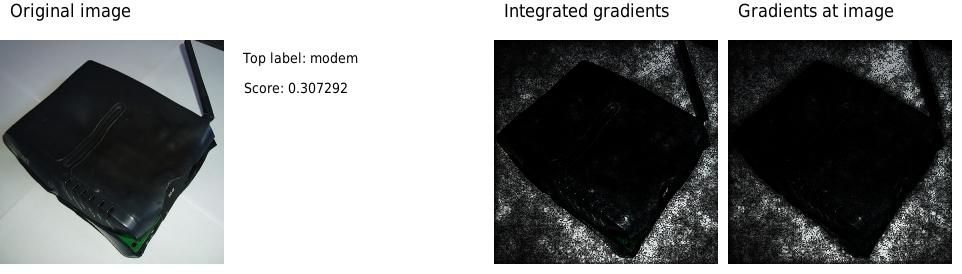 Original image
Top label: modem
Score: 0.307292
Integrated gradients
Gradients at image